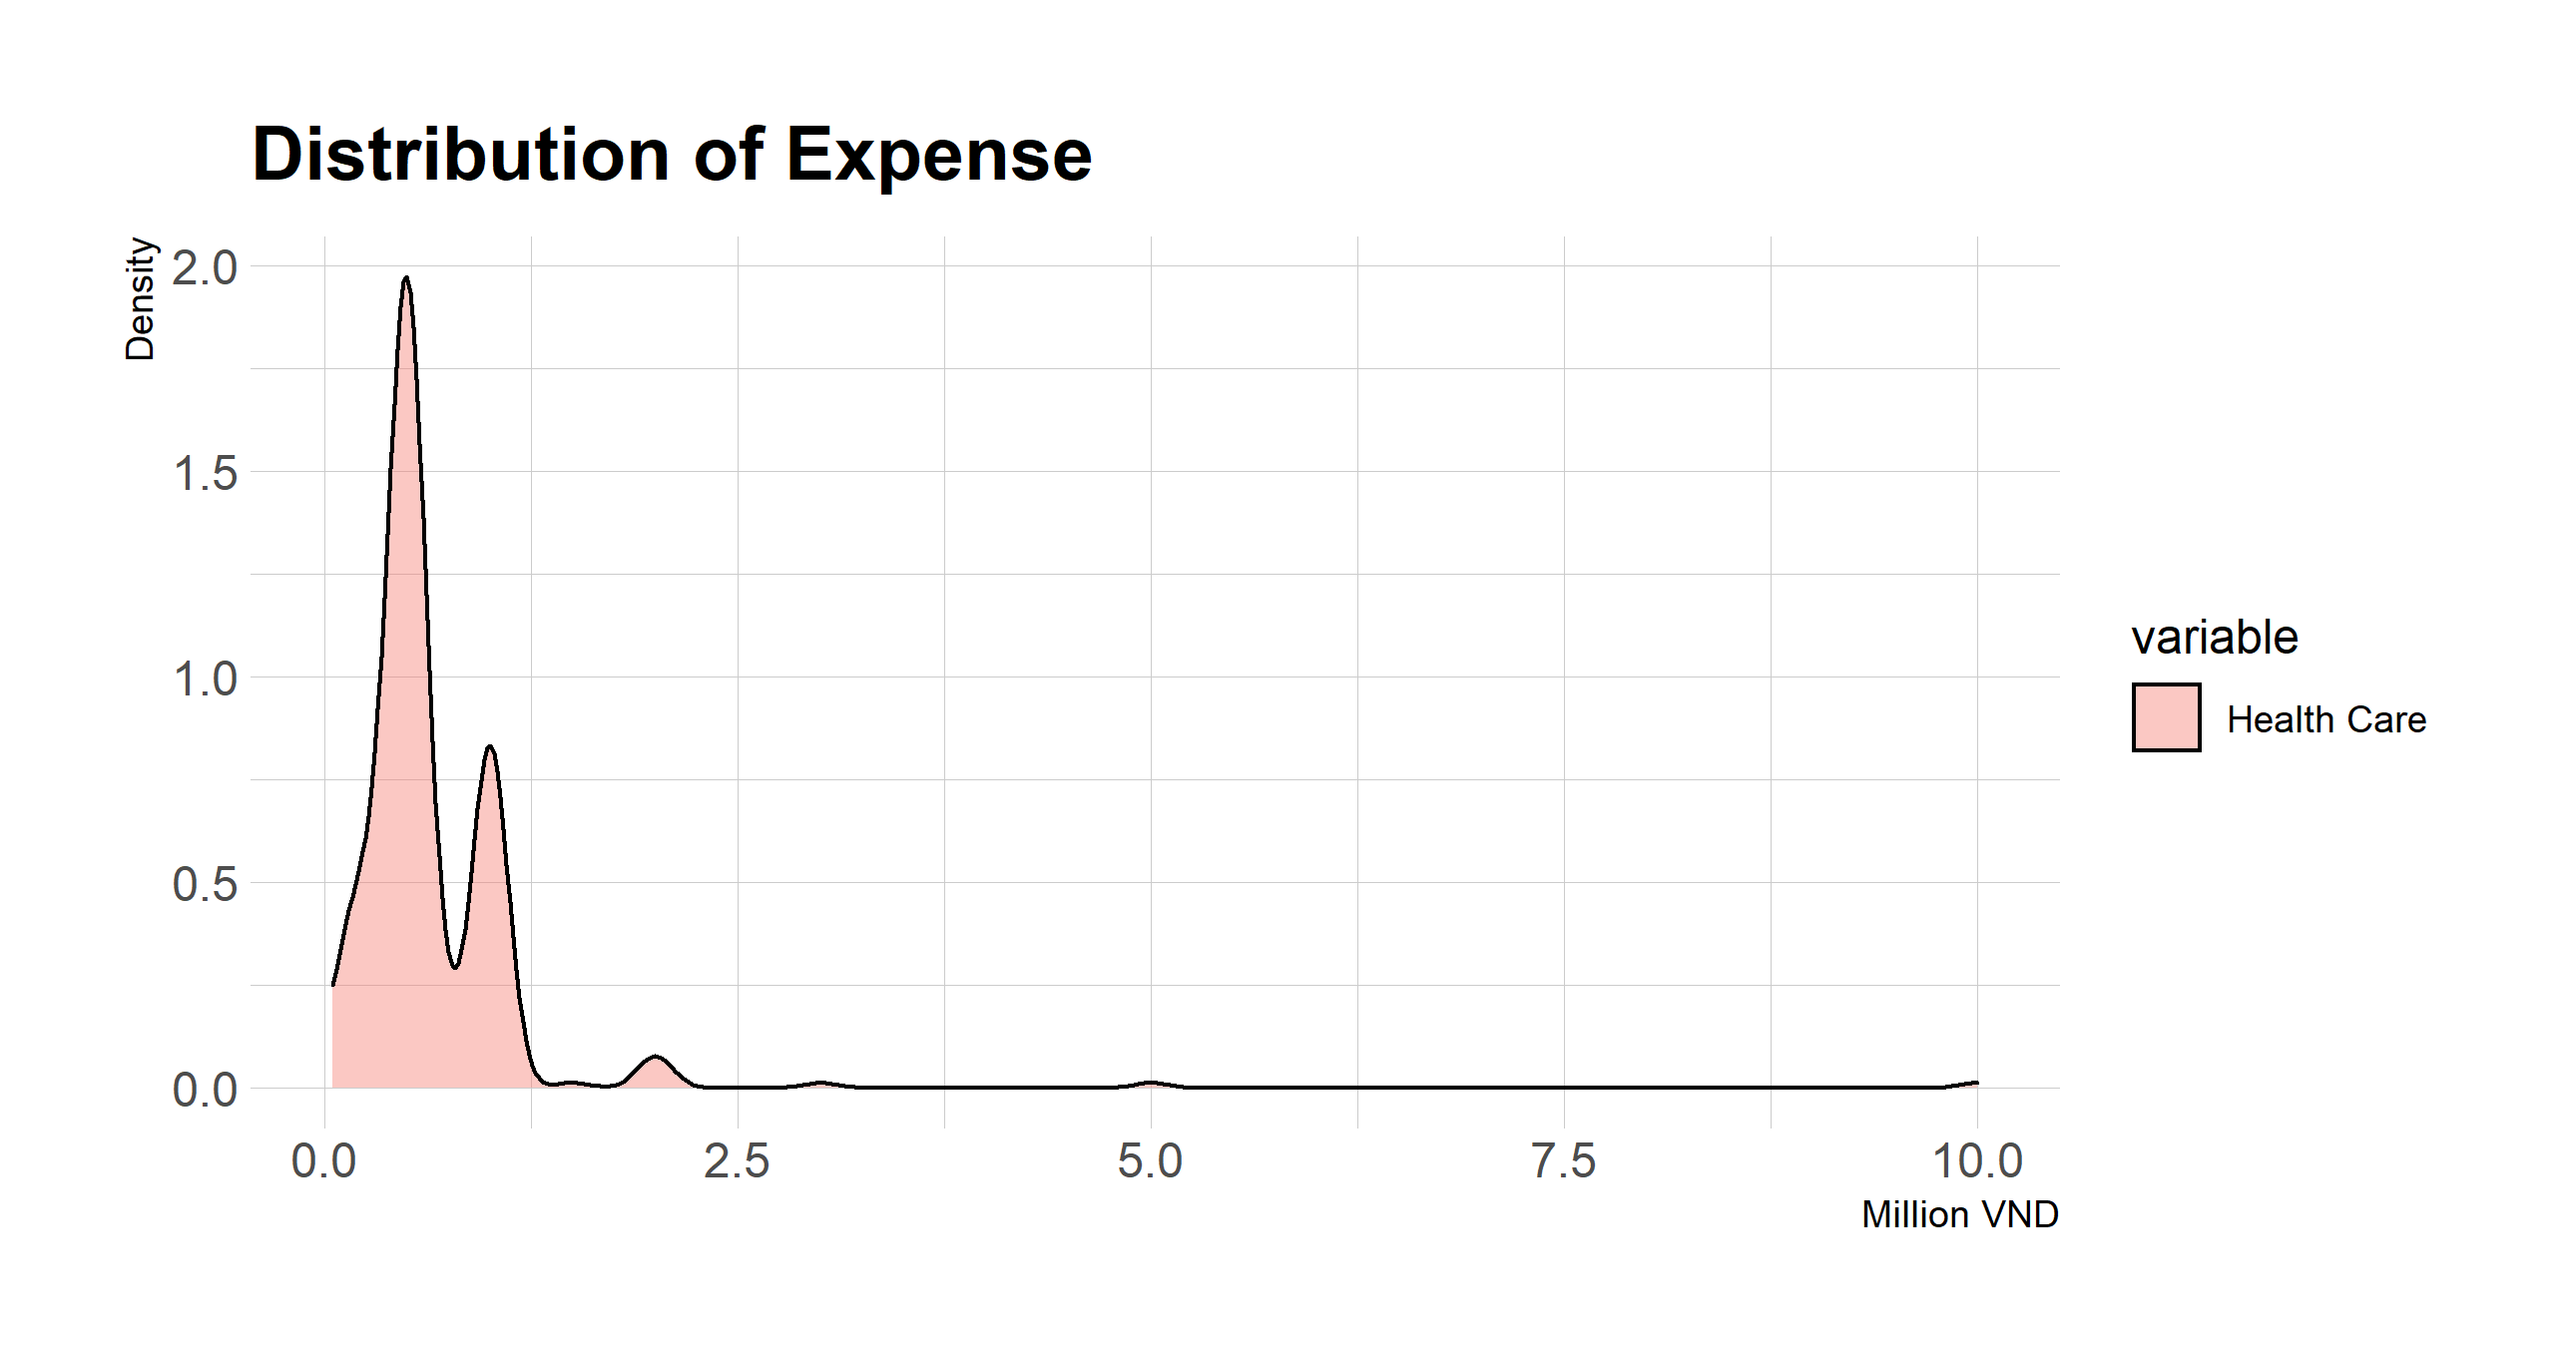 Distribution of Expense
Density
2.0
1.5
1.0
0.5
0.0
0.0 2.5 5.0 7.5 10.0
Million VND
variable
Health Care